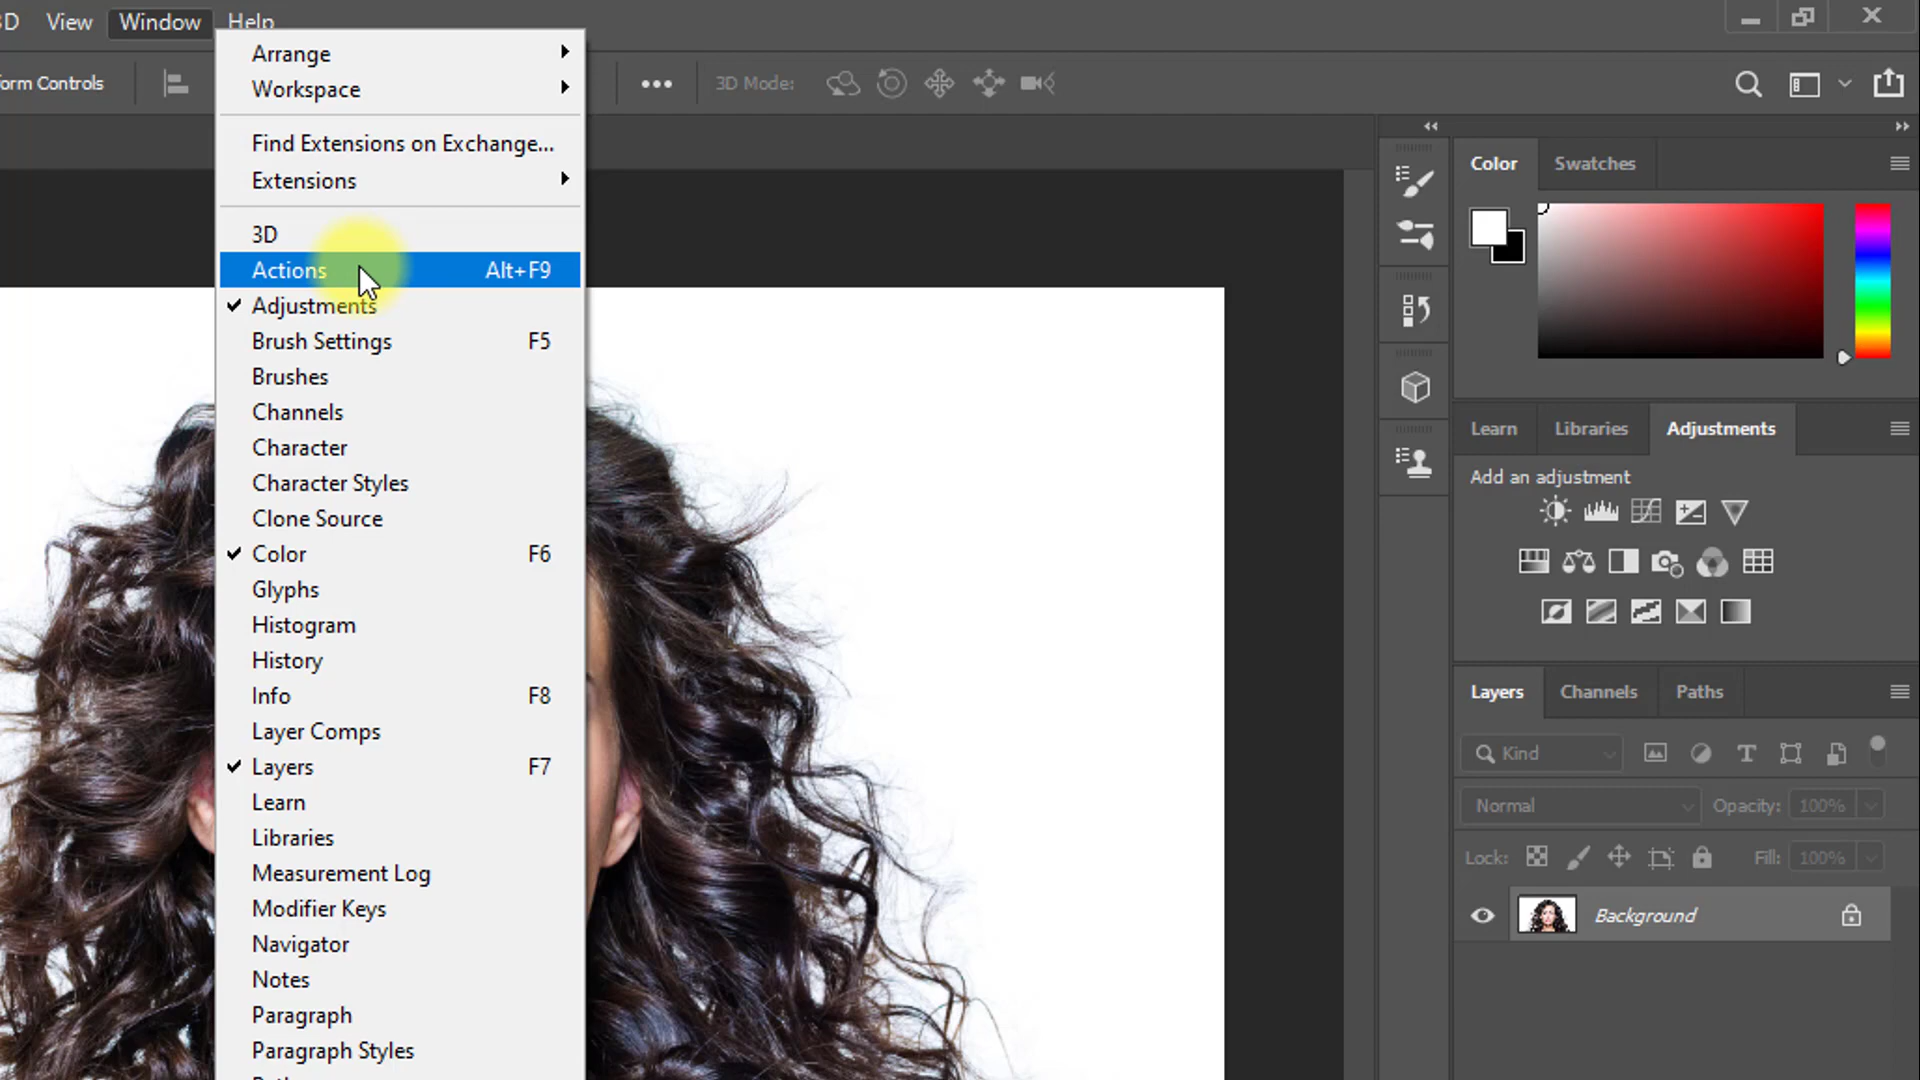 View Window Help
Controls
3D Mode:
Arrange
Workspace
Find Extensions on Exchange...
Extensions
3D
Actions Alt+F9
Adjustments
Brush Settings F5
Brushes
Channels
Character
Character Styles
Clone Source
Color F6
Glyphs
Histogram
History
Info F8
Layer Comps
Layers F7
Learn
Libraries
Measurement Log
Modifier Keys
Navigator
Notes
Paragraph
Paragraph Styles
Color Swatches
Learn Libraries Adjustments
Add an adjustment
Layers Channels Paths
Kind
Normal Opacity: 100%
Lock: Fill: 100%
Background